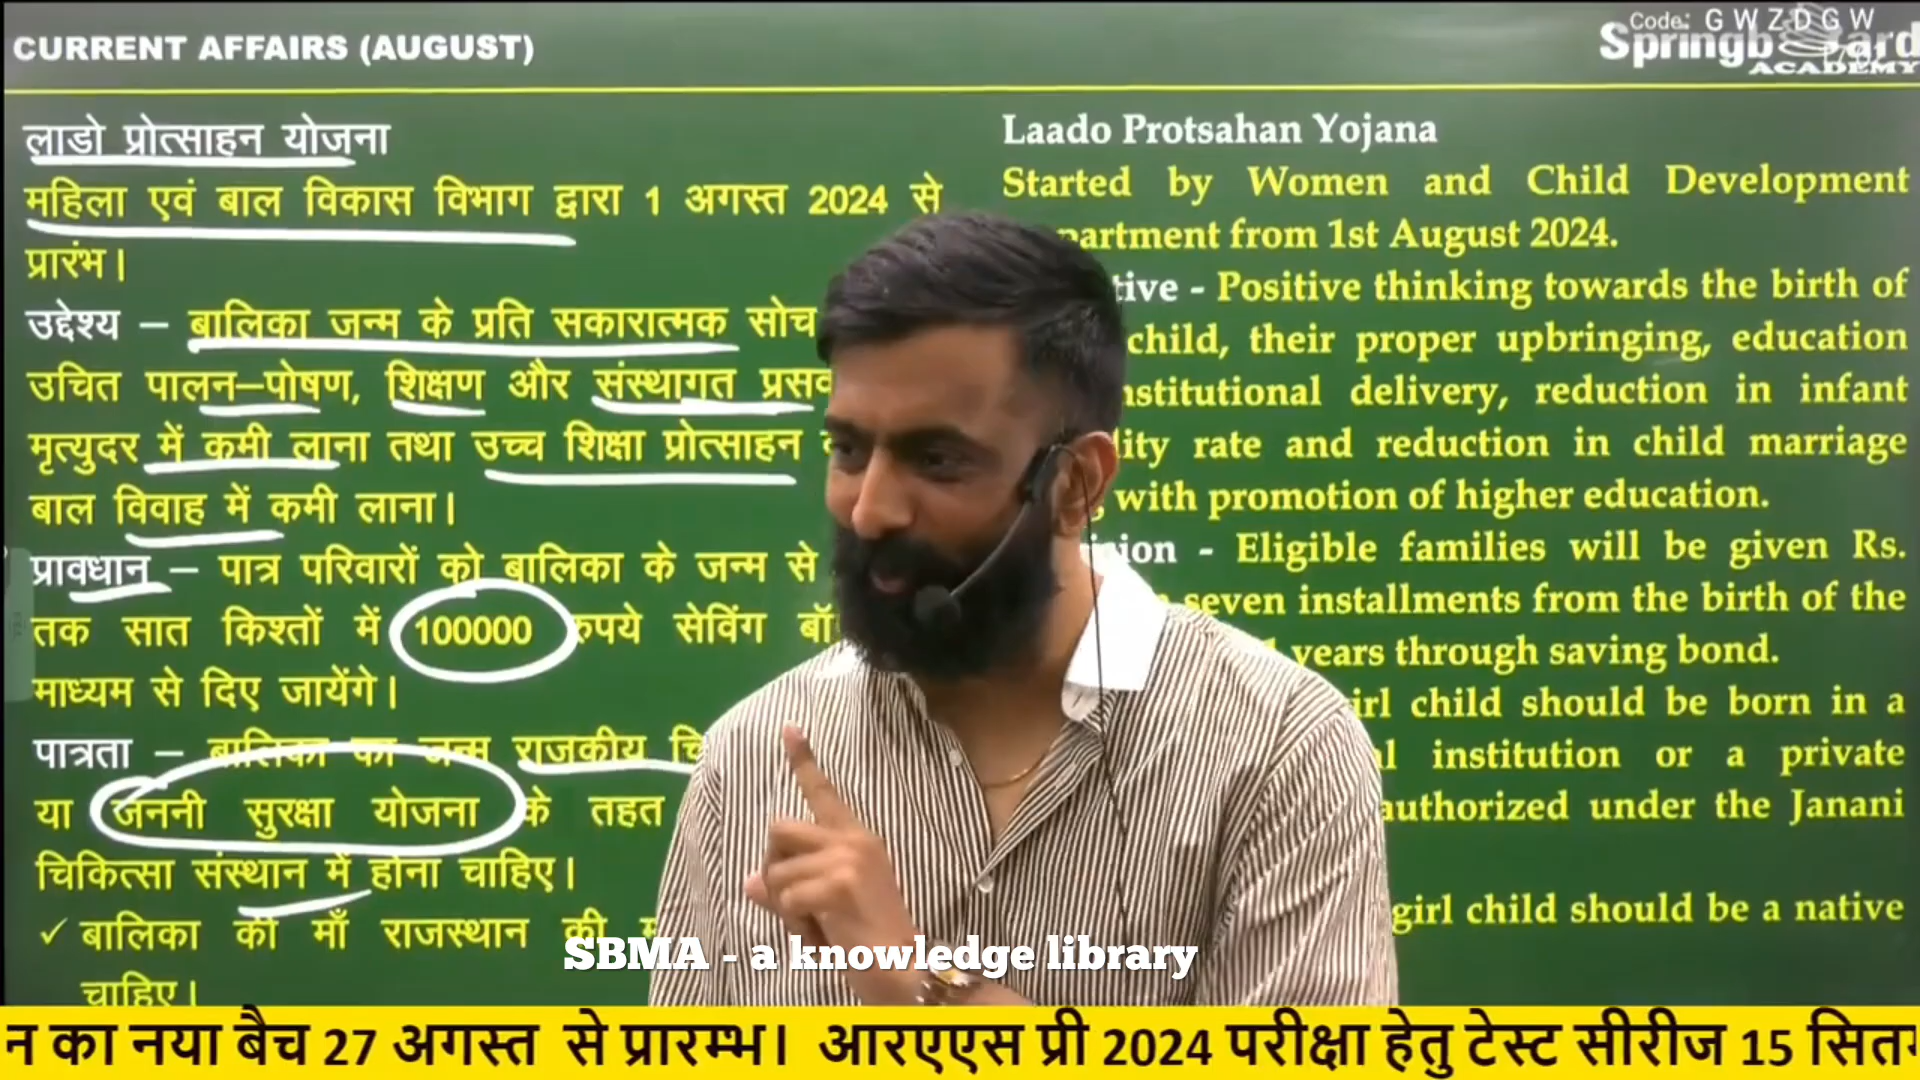 Code: G W Z D G W
CURRENT AFFAIRS (AUGUST)
Springboard
ACADEMY
लाडो प्रोत्साहन योजना
महिला एवं बाल विकास विभाग द्वारा 1 अगस्त 2024 से
प्रारंभ।
उद्देश्य – बालिका जन्म के प्रति सकारात्मक सोच
उचित पालन–पोषण, शिक्षण और संस्थागत
मृत्युदर में कमी लाना तथा उच्च शिक्षा प्रोत्साहन
बाल विवाह में कमी लाना।
प्रावधान – पात्र परिवारों को बालिका के जन्म से
तक सात किश्तों में 100000 रुपये सेविंग
माध्यम से दिए जायेंगे।
पात्रता – बालिका का जन्म राजकीय
या जननी सुरक्षा योजना के तहत
चिकित्सा संस्थान में होना चाहिए।
✓ बालिका की माँ राजस्थान की
चाहिए।
Laado Protsahan Yojana
Started by Women and Child Development
from 1st August 2024.
- Positive thinking towards the birth of
child, their proper upbringing, education
delivery, reduction in infant
rate and reduction in child marriage
with promotion of higher education.
- Eligible families will be given Rs.
seven installments from the birth of the
years through saving bond.
child should be born in a
institution or a private
authorized under the Janani
girl child should be a native
SBMA - a knowledge library
न का नया बैच 27 अगस्त से प्रारम्भ। आरएएस प्री 2024 परीक्षा हेतु टेस्ट सीरीज 15